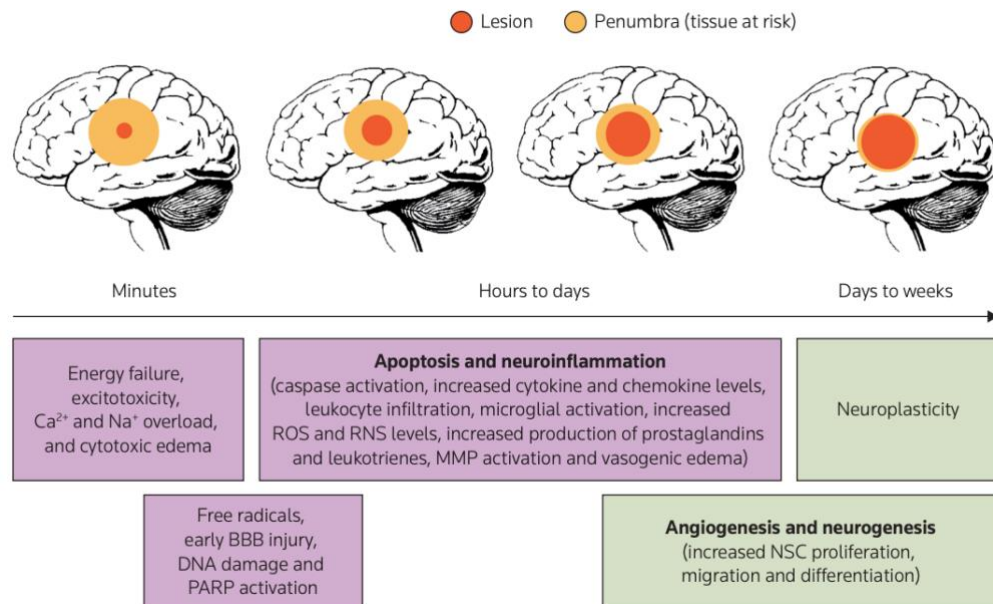 Lesion
Penumbra (tissue at risk)
Minutes
Hours to days
Days to weeks
Energy failure,
excitotoxicity,
Ca²⁺ and Na⁺ overload,
and cytotoxic edema
Apoptosis and neuroinflammation
(caspase activation, increased cytokine and chemokine levels,
leukocyte infiltration, microglial activation, increased
ROS and RNS levels, increased production of prostaglandins
and leukotrienes, MMP activation and vasogenic edema)
Neuroplasticity
Free radicals,
early BBB injury,
DNA damage and
PARP activation
Angiogenesis and neurogenesis
(increased NSC proliferation,
migration and differentiation)